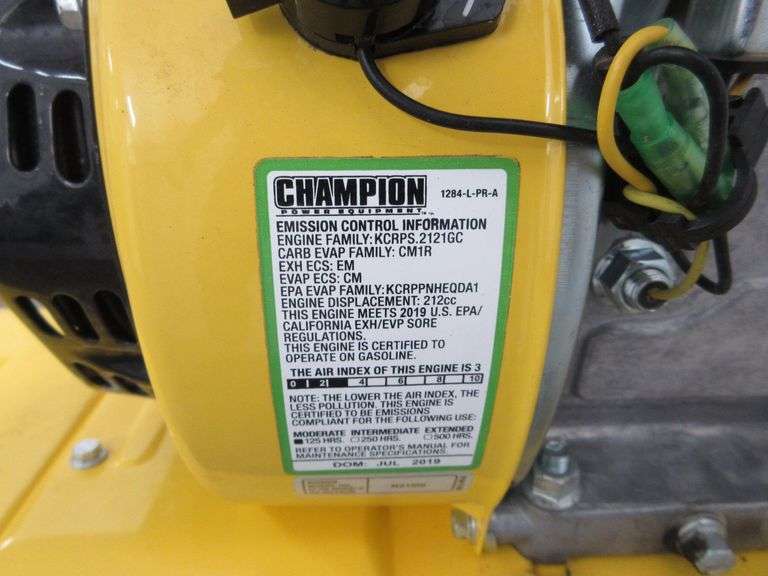 CHAMPION
POWER EQUIPMENT™
1284-L-PR-A
EMISSION CONTROL INFORMATION
ENGINE FAMILY: KCRPS.2121GC
CARB EVAP FAMILY: CM1R
EXH ECS: EM
EVAP ECS: CM
EPA EVAP FAMILY: KCRPPNHEQDA1
ENGINE DISPLACEMENT: 212cc
THIS ENGINE MEETS 2019 U.S. EPA/
CALIFORNIA EXH/EVP SORE
REGULATIONS.
THIS ENGINE IS CERTIFIED TO
OPERATE ON GASOLINE.
THE AIR INDEX OF THIS ENGINE IS 3
0 2 4 6 8 10
NOTE: THE LOWER THE AIR INDEX, THE
LESS POLLUTION. THIS ENGINE IS
CERTIFIED TO BE EMISSIONS
COMPLIANT FOR THE FOLLOWING USE:
MODERATE INTERMEDIATE EXTENDED
■125 HRS. □250 HRS. □500 HRS.
REFER TO OPERATOR'S MANUAL FOR
MAINTENANCE SPECIFICATIONS.
DOM: JUL 2019